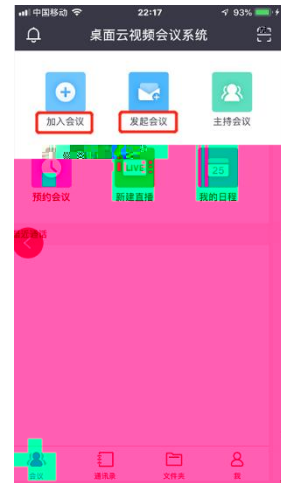 中国移动 22:17 93%
桌面云视频会议系统
加入会议 发起会议 主持会议
LIVE 25
预约会议 新建直播 我的日程
会议 通讯录 文件夹 我